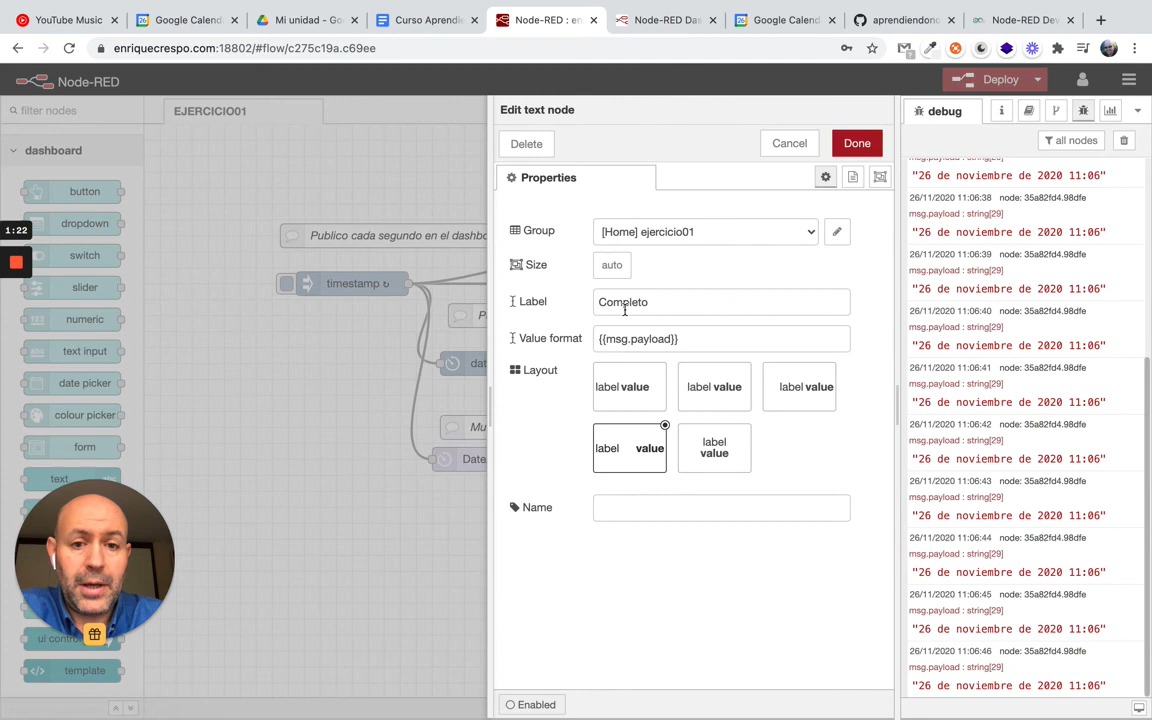 YouTube Music
Google Calend
Mi unidad - Go
Curso Aprendie
Node-RED : en
Node-RED Das
Google Calend
aprendiendono
Node-RED Dev
enriquecrespo.com:18802/#flow/c275c19a.c69ee
Node-RED
Deploy
filter nodes
EJERCICIO01
dashboard
button
dropdown
switch
slider
numeric
text input
date picker
colour picker
form
text
abc
ui contro
template
1:22
Publico cada segundo en el dashbo
timestamp ↻
P
dat
Mu
Date
Edit text node
Delete
Cancel
Done
Properties
Group
[Home] ejercicio01
Size
auto
Label
Completo
Value format
{{msg.payload}}
Layout
label value
label value
label value
label value
label
value
Name
Enabled
debug
all nodes
msg.payload : string[29]
"26 de noviembre de 2020 11:06"
26/11/2020 11:06:38 node: 35a82fd4.98dfe
msg.payload : string[29]
"26 de noviembre de 2020 11:06"
26/11/2020 11:06:39 node: 35a82fd4.98dfe
msg.payload : string[29]
"26 de noviembre de 2020 11:06"
26/11/2020 11:06:40 node: 35a82fd4.98dfe
msg.payload : string[29]
"26 de noviembre de 2020 11:06"
26/11/2020 11:06:41 node: 35a82fd4.98dfe
msg.payload : string[29]
"26 de noviembre de 2020 11:06"
26/11/2020 11:06:42 node: 35a82fd4.98dfe
msg.payload : string[29]
"26 de noviembre de 2020 11:06"
26/11/2020 11:06:43 node: 35a82fd4.98dfe
msg.payload : string[29]
"26 de noviembre de 2020 11:06"
26/11/2020 11:06:44 node: 35a82fd4.98dfe
msg.payload : string[29]
"26 de noviembre de 2020 11:06"
26/11/2020 11:06:45 node: 35a82fd4.98dfe
msg.payload : string[29]
"26 de noviembre de 2020 11:06"
26/11/2020 11:06:46 node: 35a82fd4.98dfe
msg.payload : string[29]
"26 de noviembre de 2020 11:06"